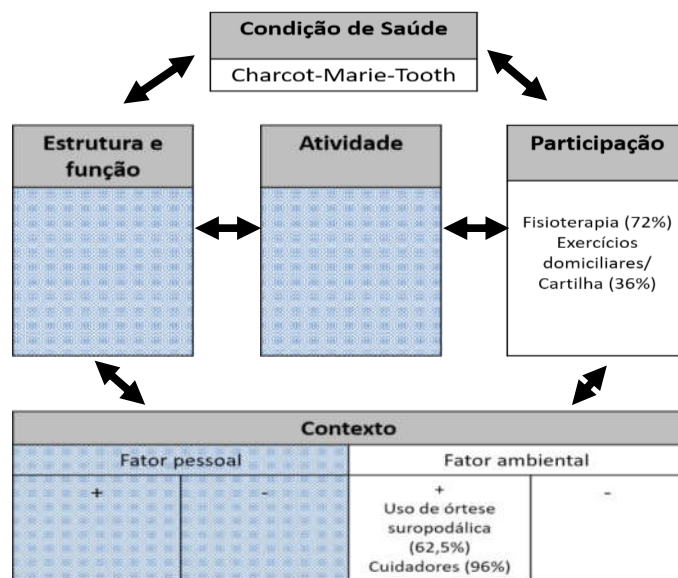 Condição de Saúde
Charcot-Marie-Tooth
Estrutura e
função
Atividade
Participação
Fisioterapia (72%)
Exercícios
domiciliares/
Cartilha (36%)
Contexto
Fator pessoal
Fator ambiental
+
-
+
Uso de órtese
suropodálica
(62,5%)
Cuidadores (96%)
-